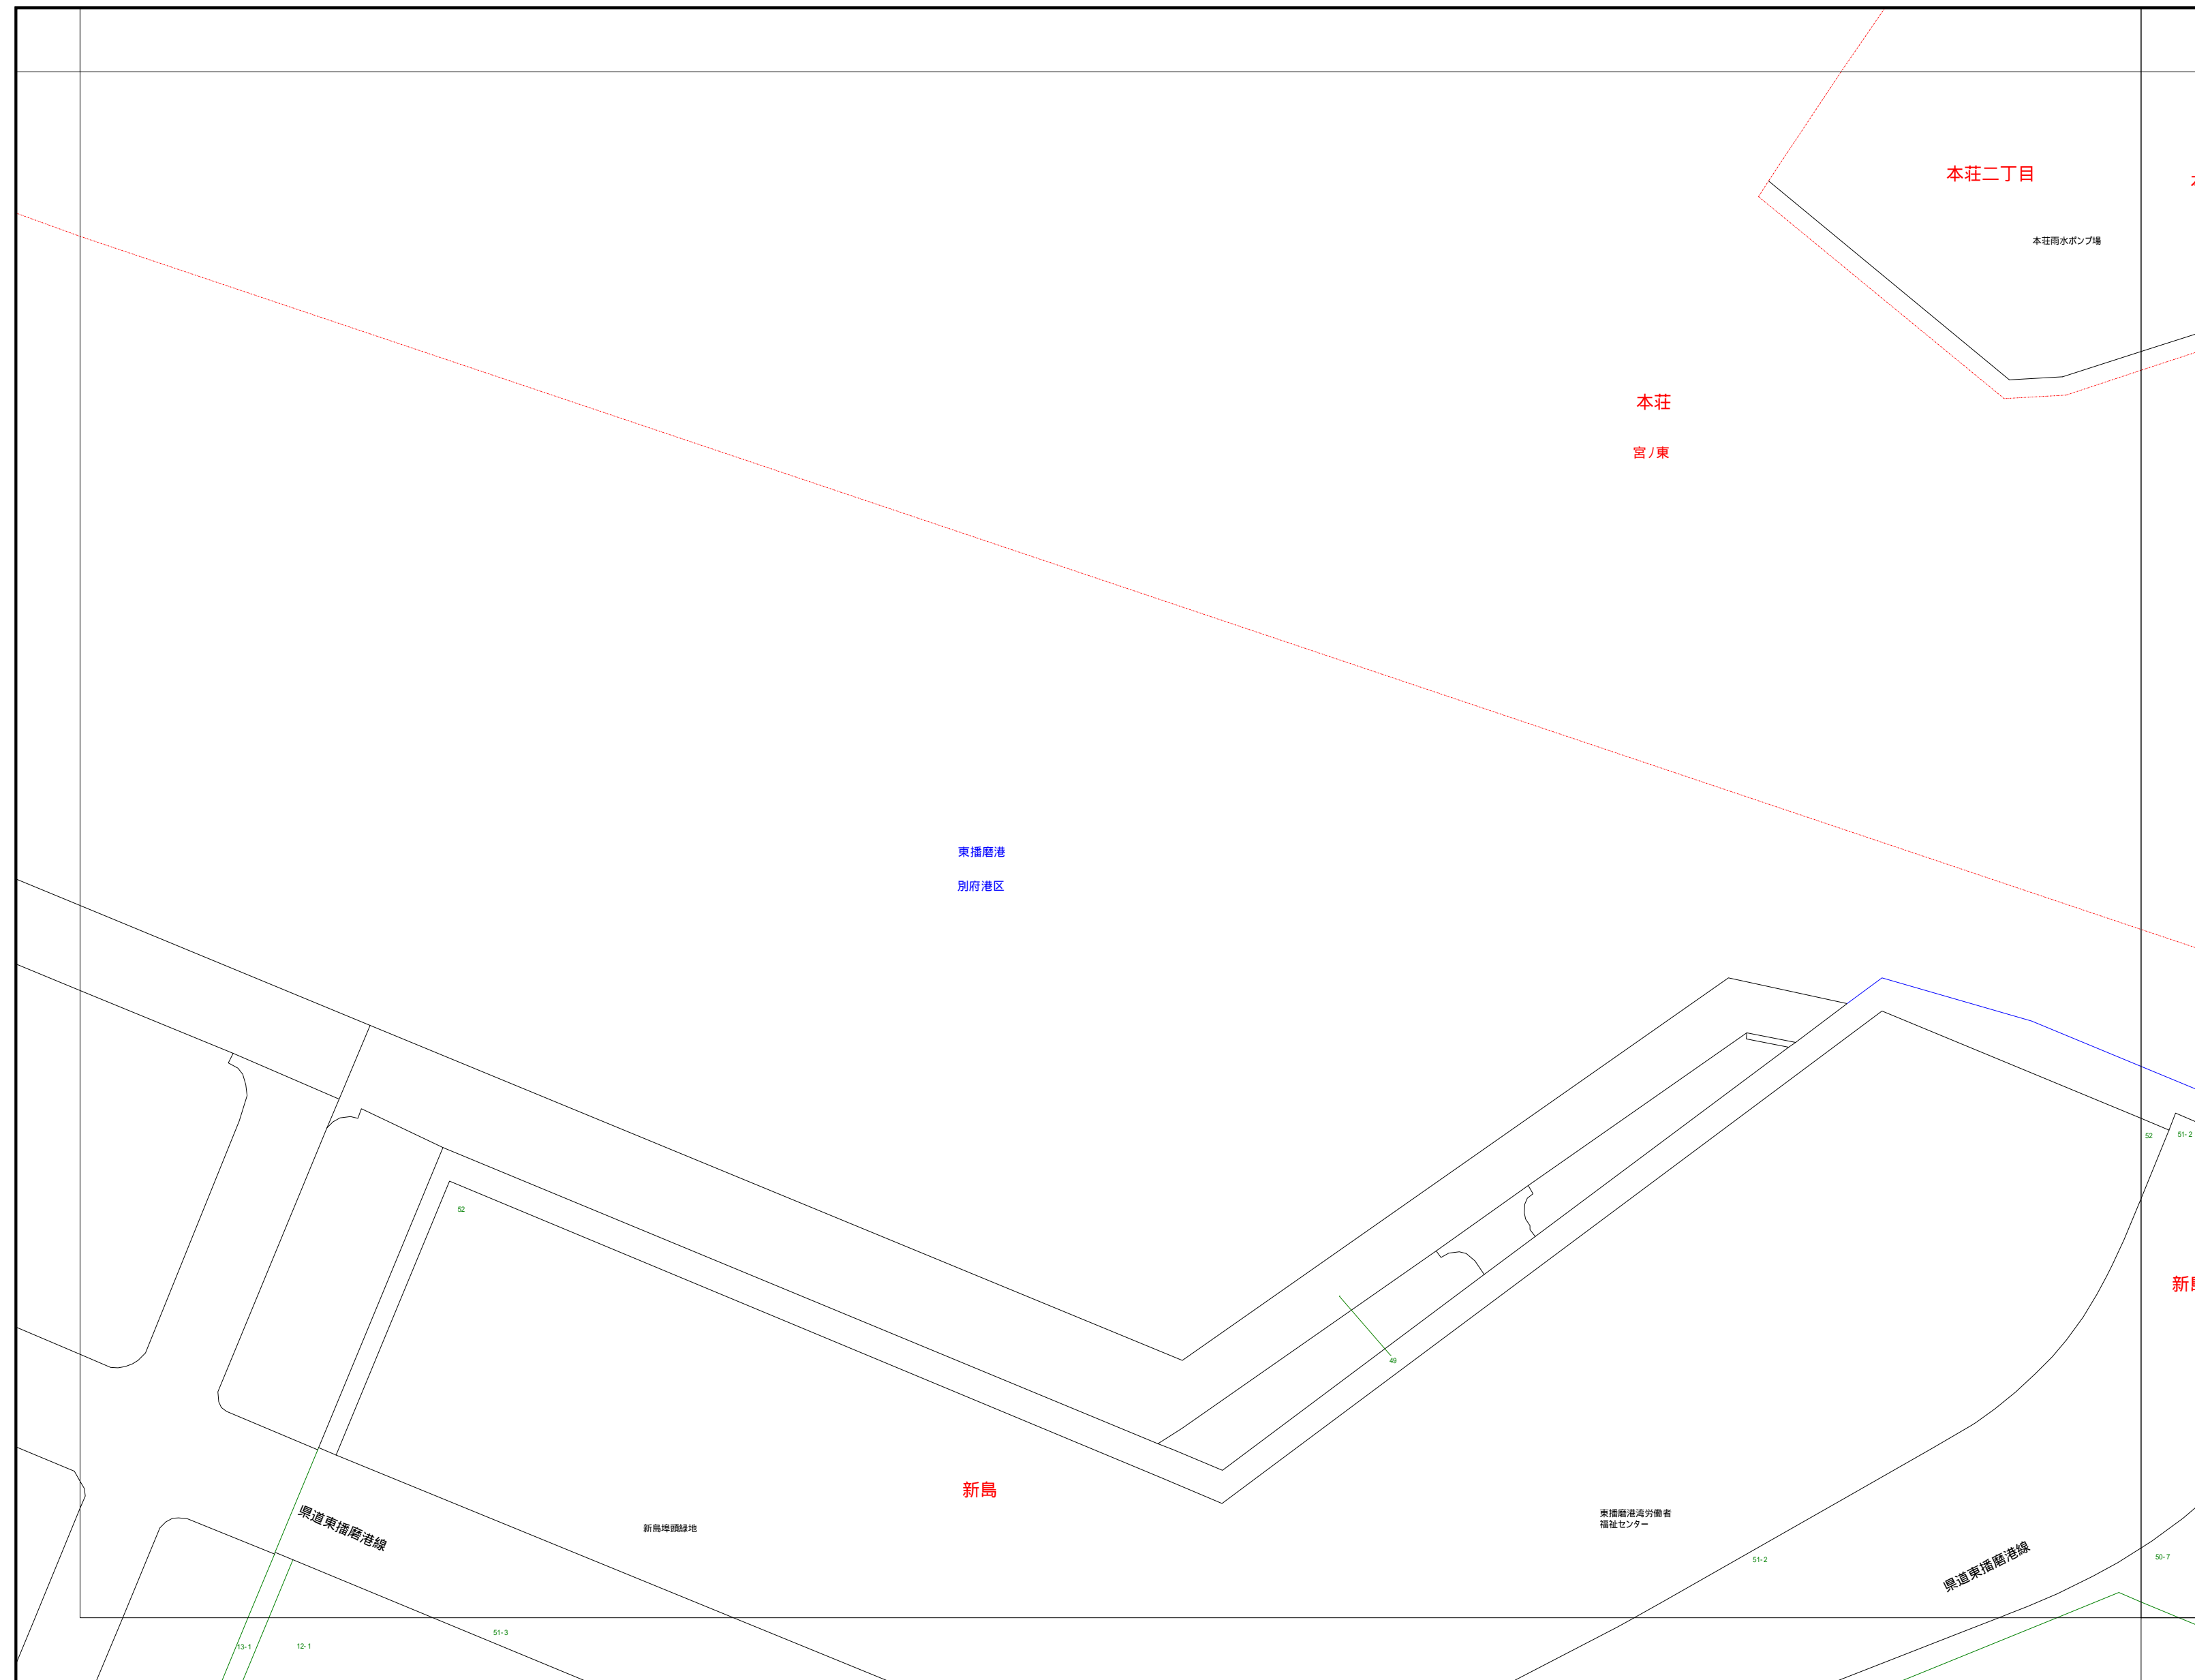 本荘二丁目
本荘雨水ポンプ場
本荘
宮ノ東
東播磨港
別府港区
52
51-2
52
49
新島
新島
県道東播磨港線
新島埠頭緑地
東播磨港湾労働者
福祉センター
51-2
県道東播磨港線
50-7
51-3
13-1
12-1